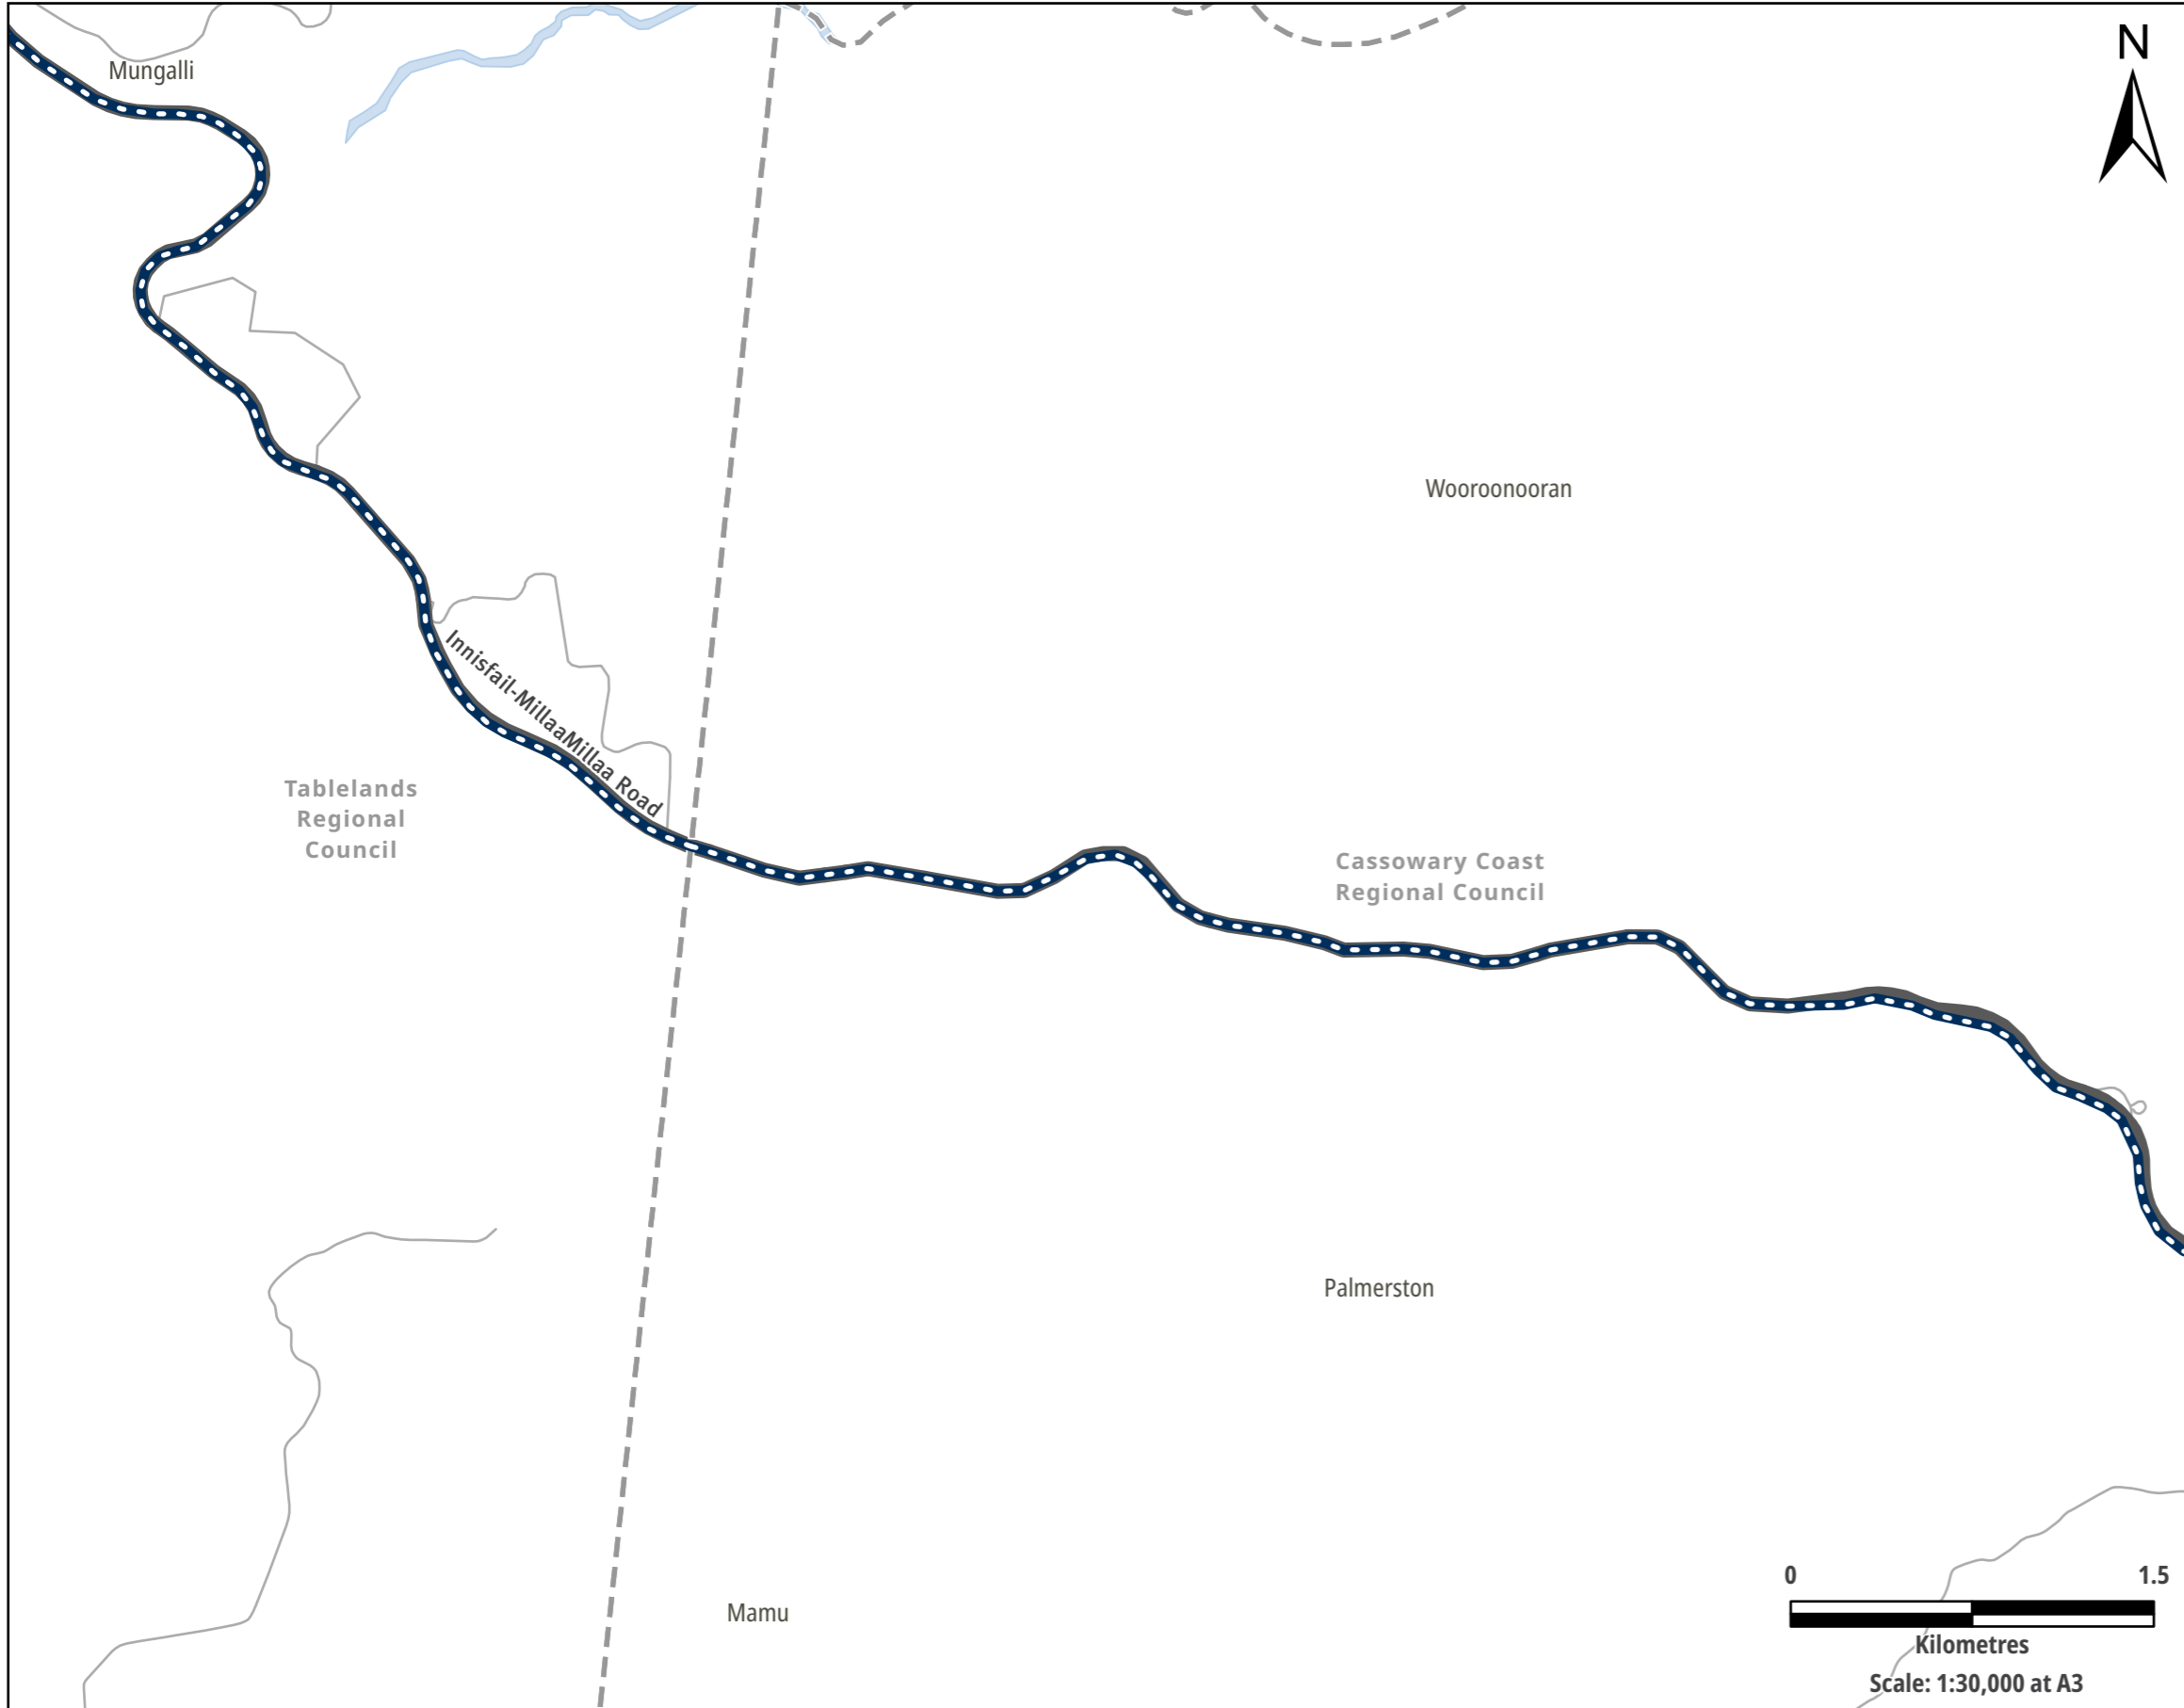 N
Mungalli
Wooroonooran
Innisfail-MillaaMillaa Road
Tablelands
Regional
Council
Cassowary Coast
Regional Council
Palmerston
Mamu
0 1.5
Kilometres
Scale: 1:30,000 at A3